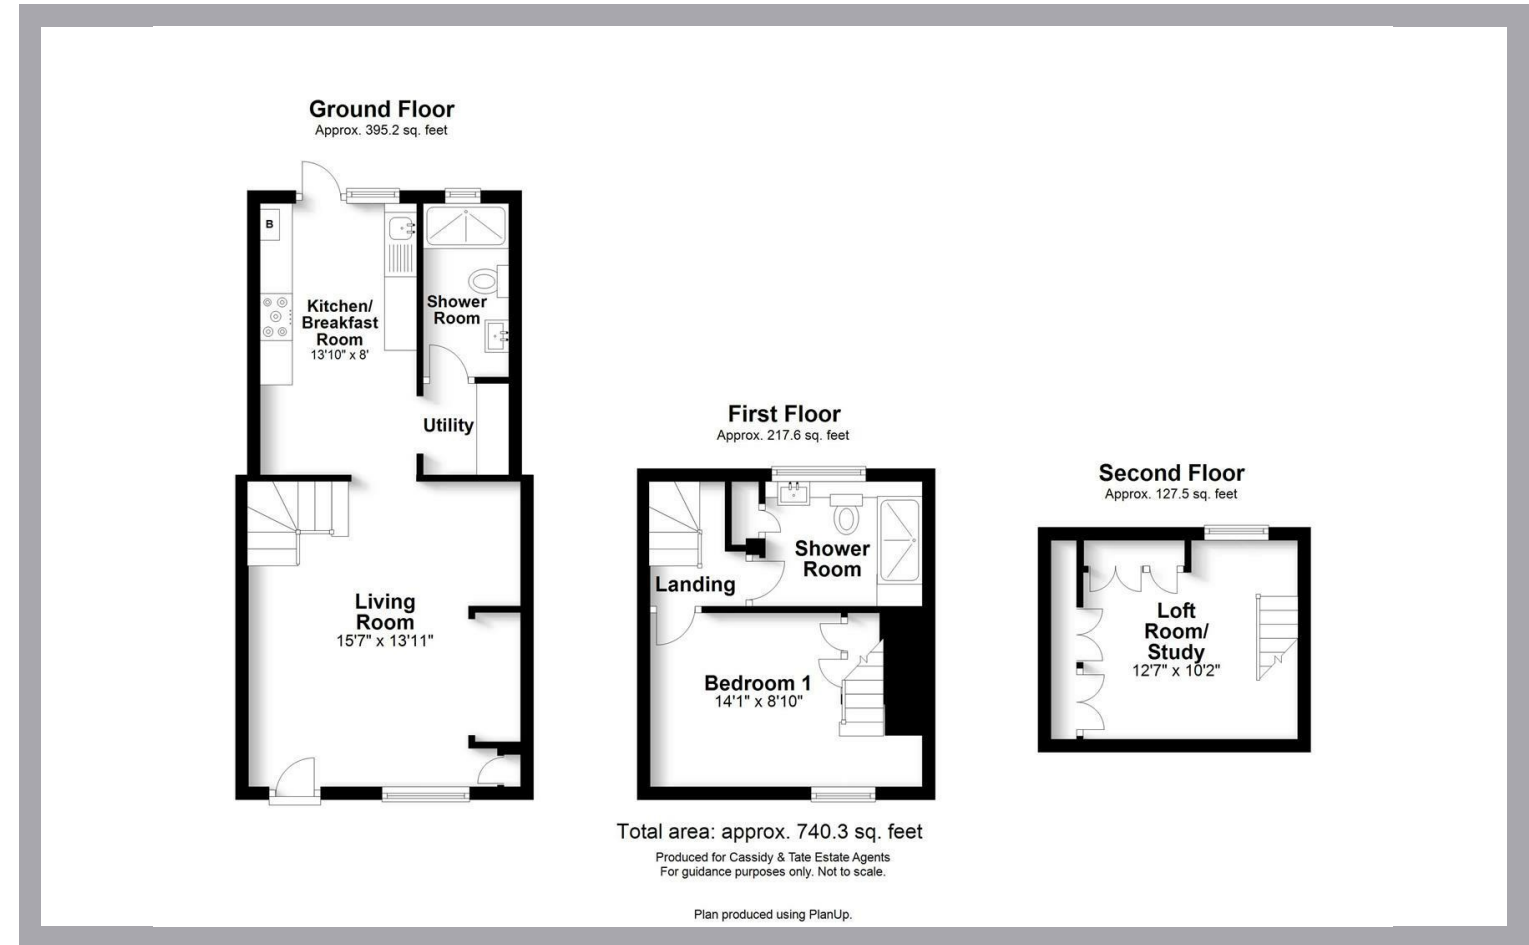 Ground Floor
Approx. 395.2 sq. feet
B
Kitchen/
Breakfast
Room
13'10" x 8'
Shower
Room
Utility
Living
Room
15'7" x 13'11"
First Floor
Approx. 217.6 sq. feet
Shower
Room
Landing
Bedroom 1
14'1" x 8'10"
Second Floor
Approx. 127.5 sq. feet
Loft
Room/
Study
12'7" x 10'2"
Total area: approx. 740.3 sq. feet
Produced for Cassidy & Tate Estate Agents
For guidance purposes only. Not to scale.
Plan produced using PlanUp.